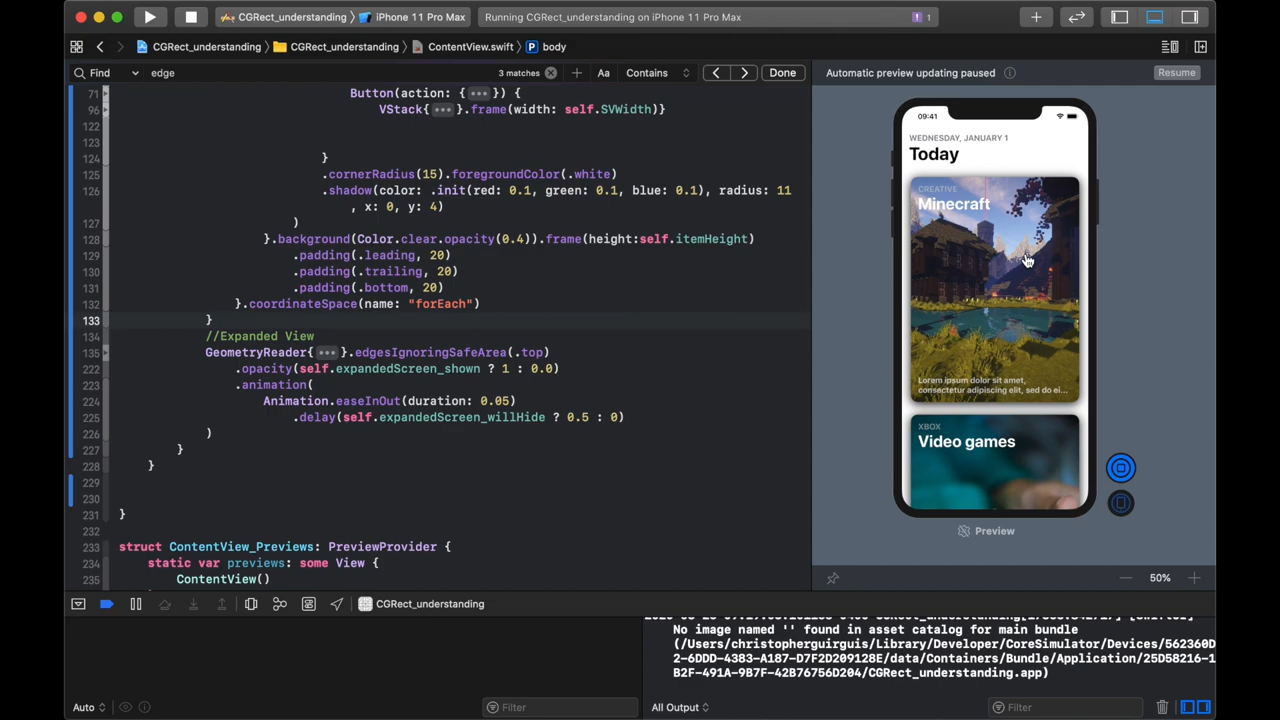 CGRect_understanding
iPhone 11 Pro Max
Running CGRect_understanding on iPhone 11 Pro Max
1
CGRect_understanding
CGRect_understanding
ContentView.swift
P body
Find
edge
3 matches
Aa
Contains
Done
Automatic preview updating paused
Resume
71 Button(action: {•••}) {
96 VStack{•••}.frame(width: self.SVWidth)}
122
123
124 }
125 .cornerRadius(15).foregroundColor(.white)
126 .shadow(color: .init(red: 0.1, green: 0.1, blue: 0.1), radius: 11
, x: 0, y: 4)
127 )
128 }.background(Color.clear.opacity(0.4)).frame(height:self.itemHeight)
129 .padding(.leading, 20)
130 .padding(.trailing, 20)
131 .padding(.bottom, 20)
132 }.coordinateSpace(name: "forEach")
133 }
134 //Expanded View
135 GeometryReader{•••}.edgesIgnoringSafeArea(.top)
222 .opacity(self.expandedScreen_shown ? 1 : 0.0)
223 .animation(
224 Animation.easeInOut(duration: 0.05)
225 .delay(self.expandedScreen_willHide ? 0.5 : 0)
226 )
227 }
228 }
229
230
231 }
232
233 struct ContentView_Previews: PreviewProvider {
234 static var previews: some View {
235 ContentView()
09:41
WEDNESDAY, JANUARY 1
Today
CREATIVE
Minecraft
Lorem ipsum dolor sit amet,
consectetur adipiscing elit, sed do ei...
XBOX
Video games
Preview
50%
CGRect_understanding
No image named '' found in asset catalog for main bundle
(/Users/christopherguirguis/Library/Developer/CoreSimulator/Devices/562360D
2-6DDD-4383-A187-D7F2D209128E/data/Containers/Bundle/Application/25D58216-1
B2F-491A-9B7F-42B76756D204/CGRect_understanding.app)
Auto
Filter
All Output
Filter